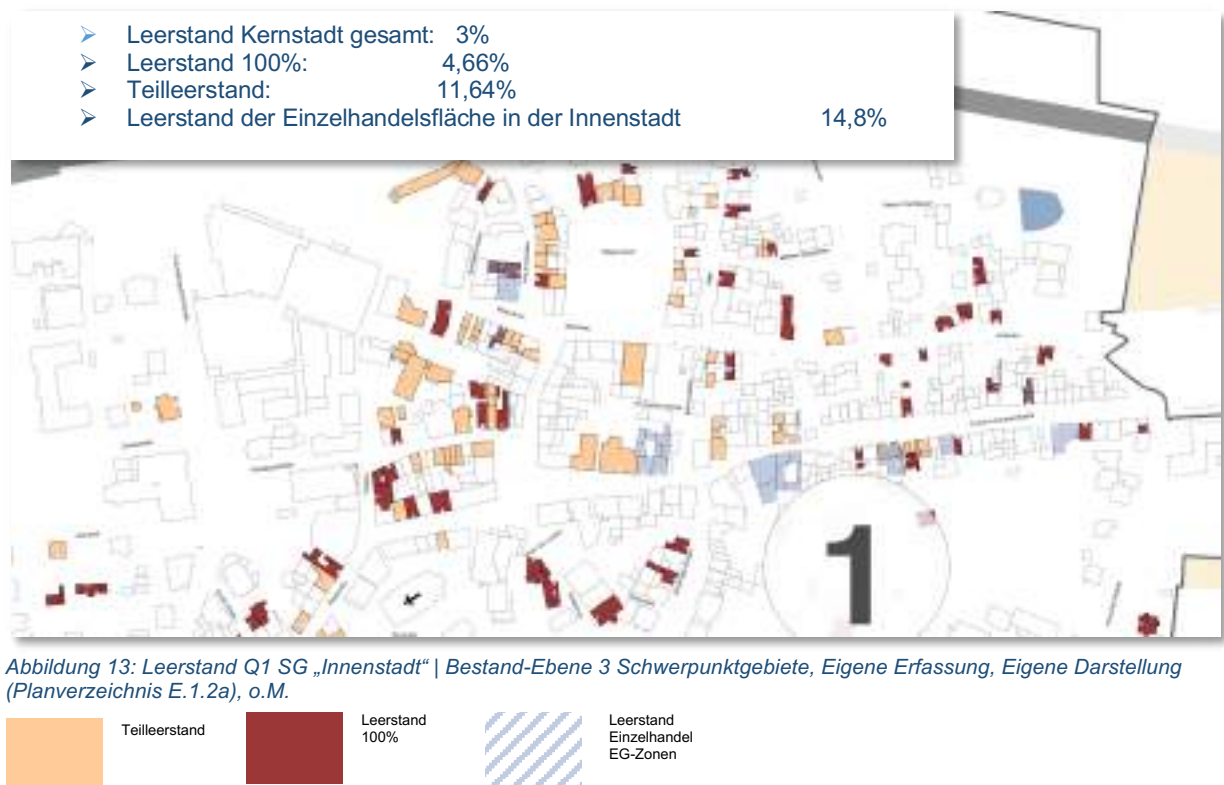 ➢ Leerstand Kernstadt gesamt: 3%
➢ Leerstand 100%: 4,66%
➢ Teilleerstand: 11,64%
➢ Leerstand der Einzelhandelsfläche in der Innenstadt 14,8%
1
Abbildung 13: Leerstand Q1 SG „Innenstadt“ | Bestand-Ebene 3 Schwerpunktgebiete, Eigene Erfassung, Eigene Darstellung
(Planverzeichnis E.1.2a), o.M.
Teilleerstand
Leerstand
100%
Leerstand
Einzelhandel
EG-Zonen